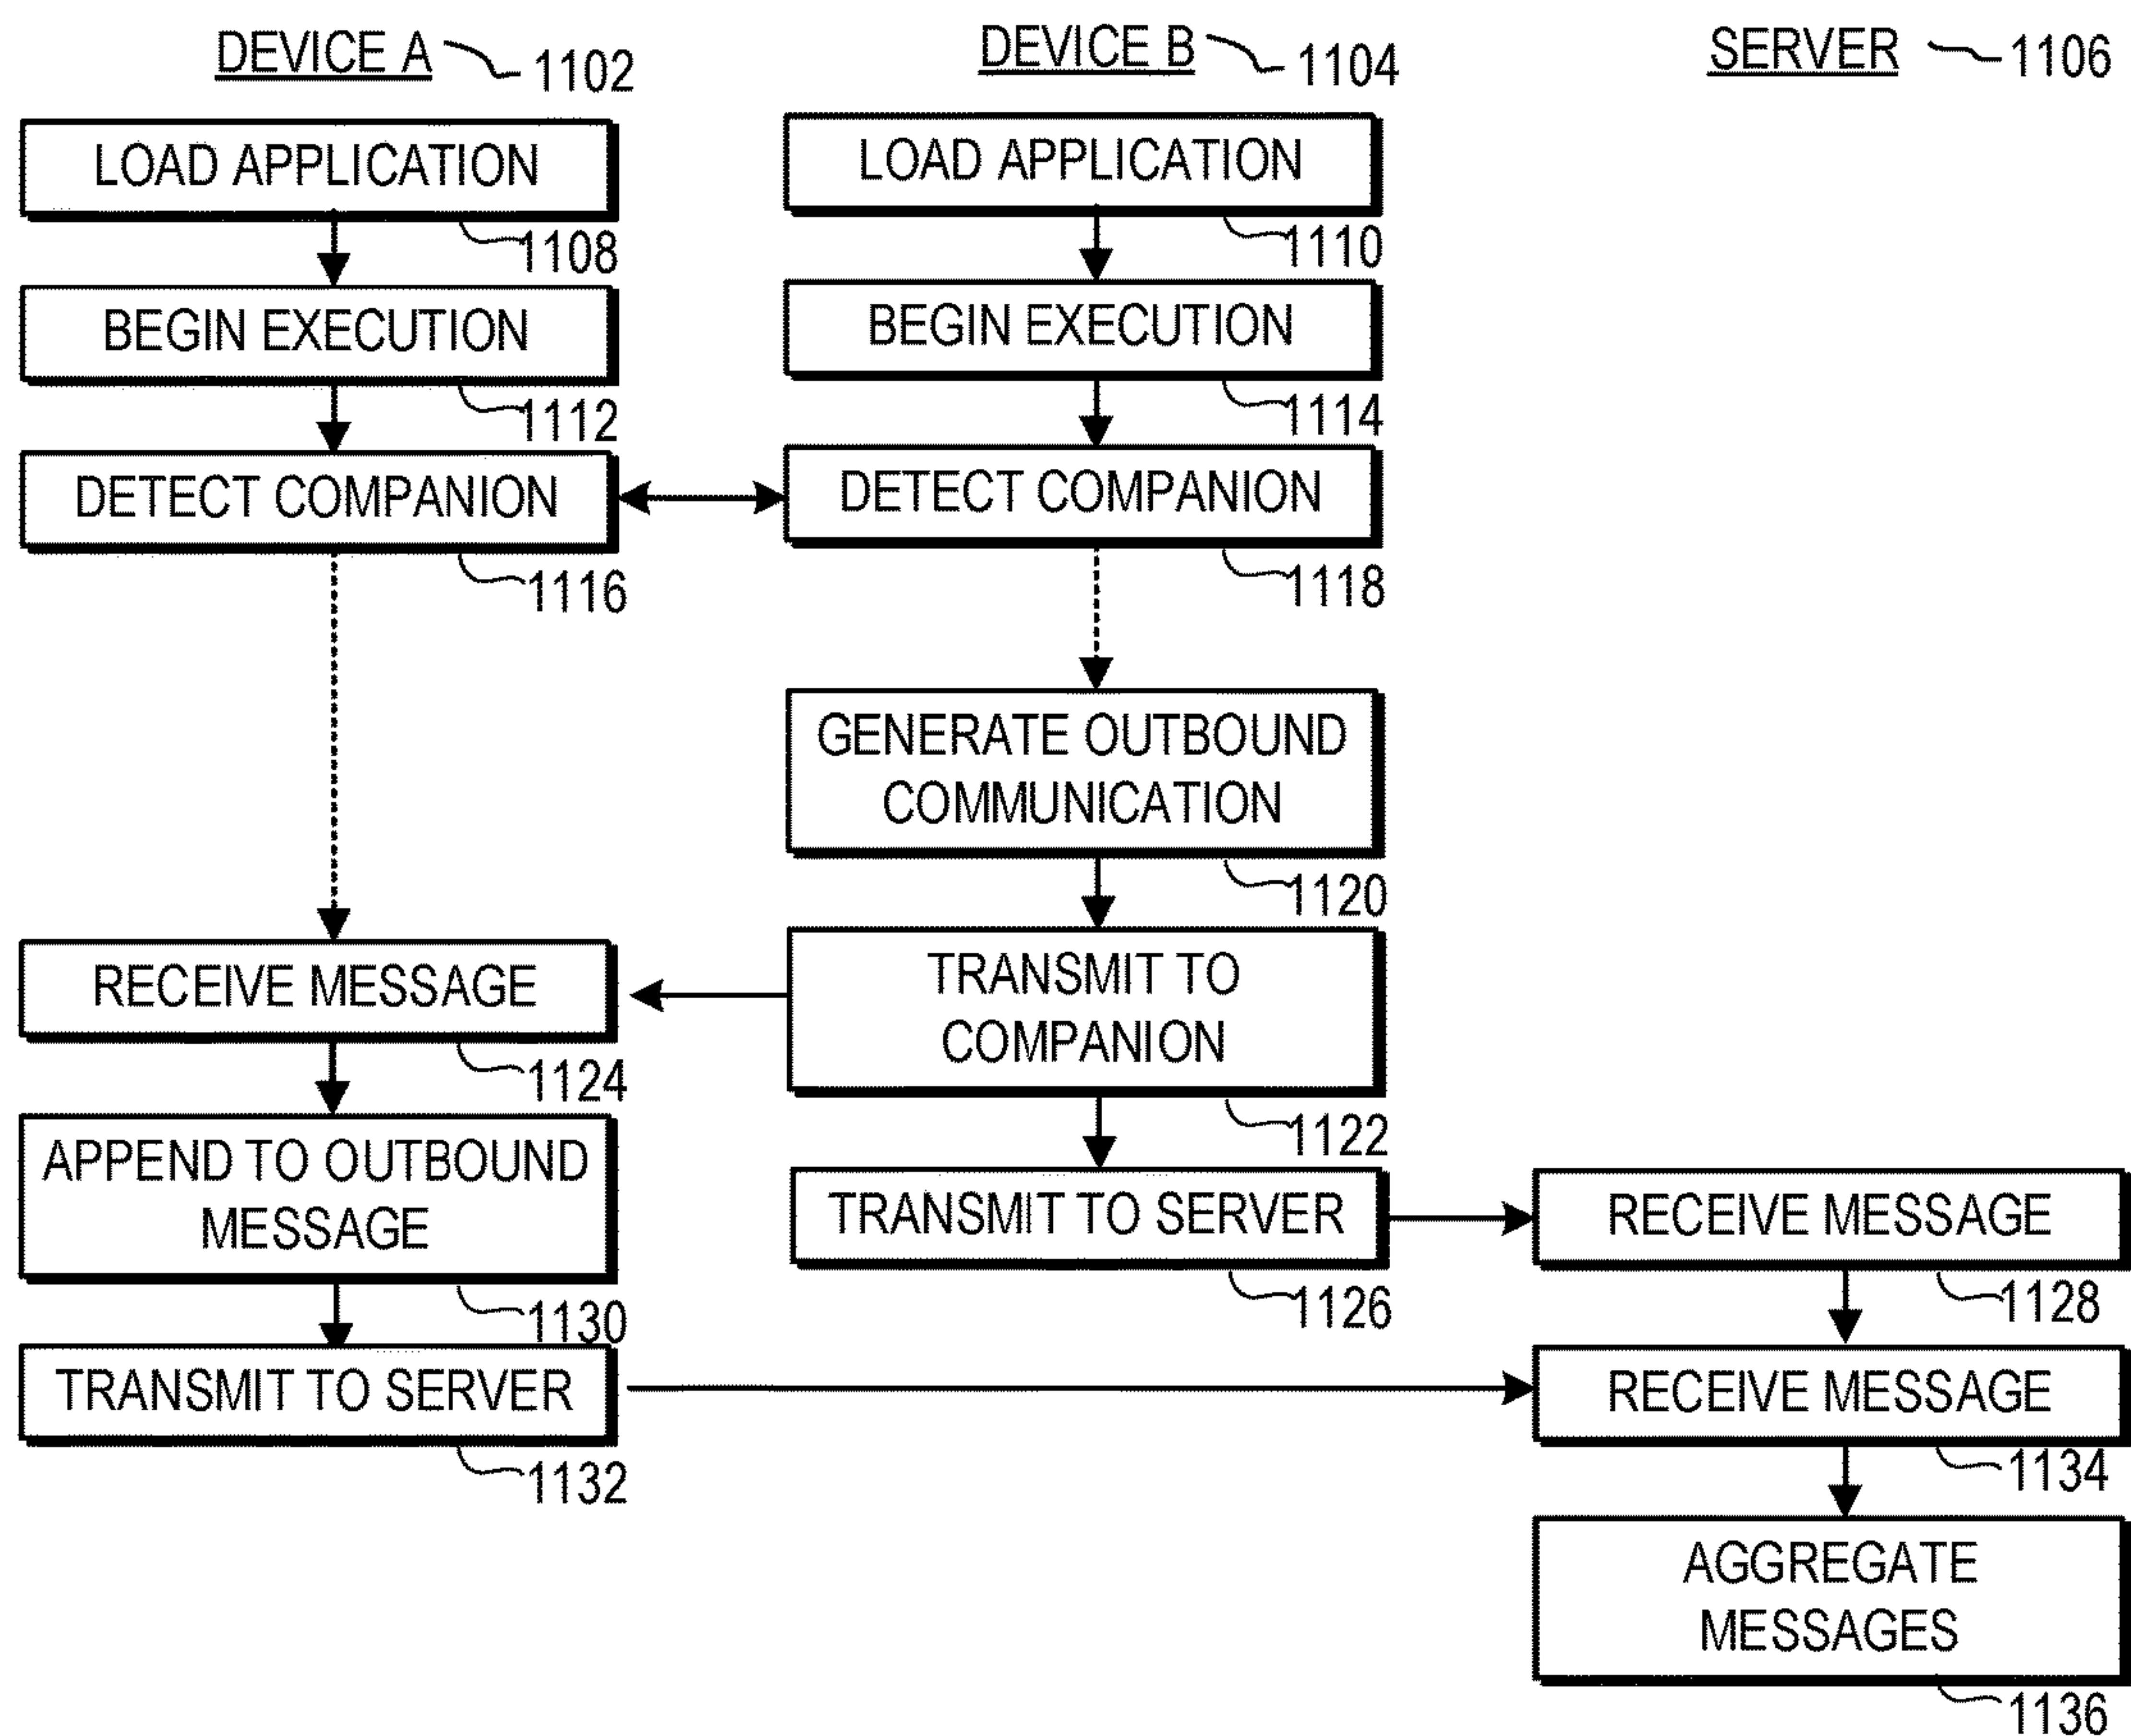 DEVICE A 1102
DEVICE B 1104
SERVER 1106
LOAD APPLICATION
1108
LOAD APPLICATION
1110
BEGIN EXECUTION
1112
BEGIN EXECUTION
1114
DETECT COMPANION
1116
DETECT COMPANION
1118
GENERATE OUTBOUND
COMMUNICATION
1120
RECEIVE MESSAGE
1124
TRANSMIT TO
COMPANION
1122
APPEND TO OUTBOUND
MESSAGE
1130
TRANSMIT TO SERVER
1126
RECEIVE MESSAGE
1128
TRANSMIT TO SERVER
1132
RECEIVE MESSAGE
1134
AGGREGATE
MESSAGES
1136